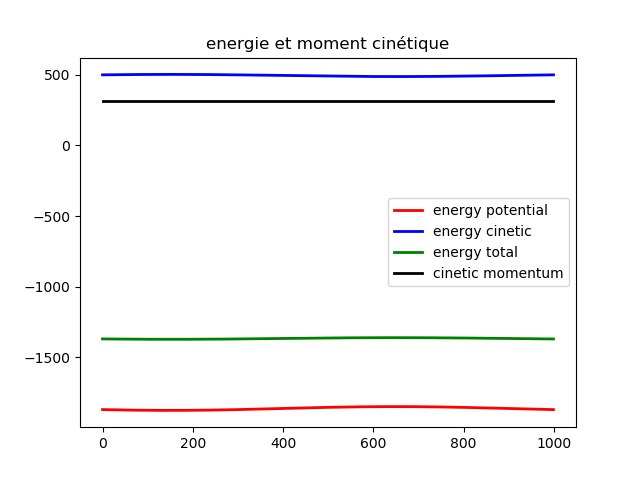 energie et moment cinétique
500
0
−500
−1000
−1500
energy potential
energy cinetic
energy total
cinetic momentum
0
200
400
600
800
1000